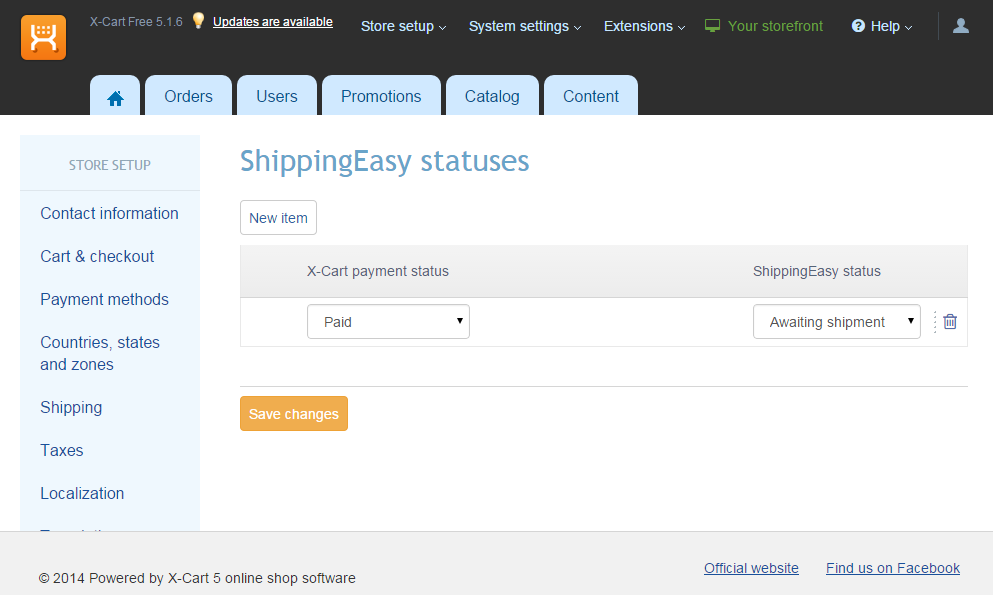 X-Cart Free 5.1.6 Updates are available Store setup System settings Extensions Your storefront Help
Orders Users Promotions Catalog Content
STORE SETUP
Contact information
Cart & checkout
Payment methods
Countries, states
and zones
Shipping
Taxes
Localization
ShippingEasy statuses
New item
X-Cart payment status ShippingEasy status
Paid Awaiting shipment
Save changes
© 2014 Powered by X-Cart 5 online shop software
Official website Find us on Facebook